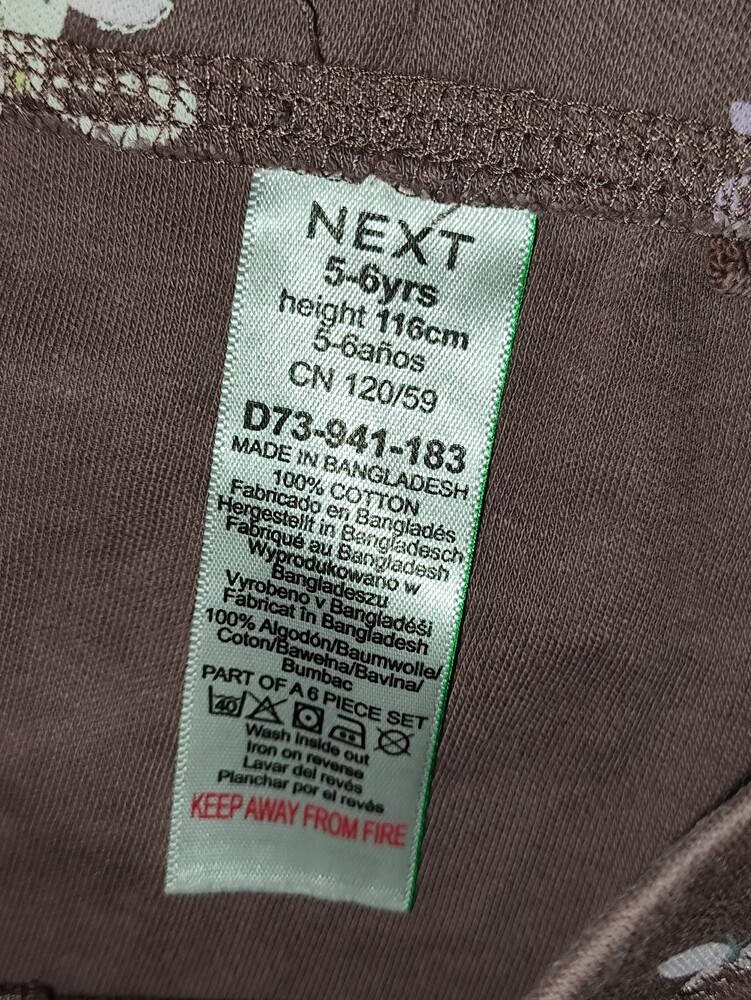 NEXT
5-6yrs
height 116cm
5-6años
CN 120/59
D73-941-183
MADE IN BANGLADESH
100% COTTON
Fabricado en Bangladés
Hergestellt in Bangladesch
Fabriqué au Bangladesh
Wyprodukowano w
Bangladeszu
Vyrobeno v Bangladéši
Fabricat în Bangladesh
100% Algodón/Baumwolle/
Coton/Bawełna/Bavlna/
Bumbac
PART OF A 6 PIECE SET
40
Wash inside out
Iron on reverse
Lavar del revés
Planchar por el revés
KEEP AWAY FROM FIRE